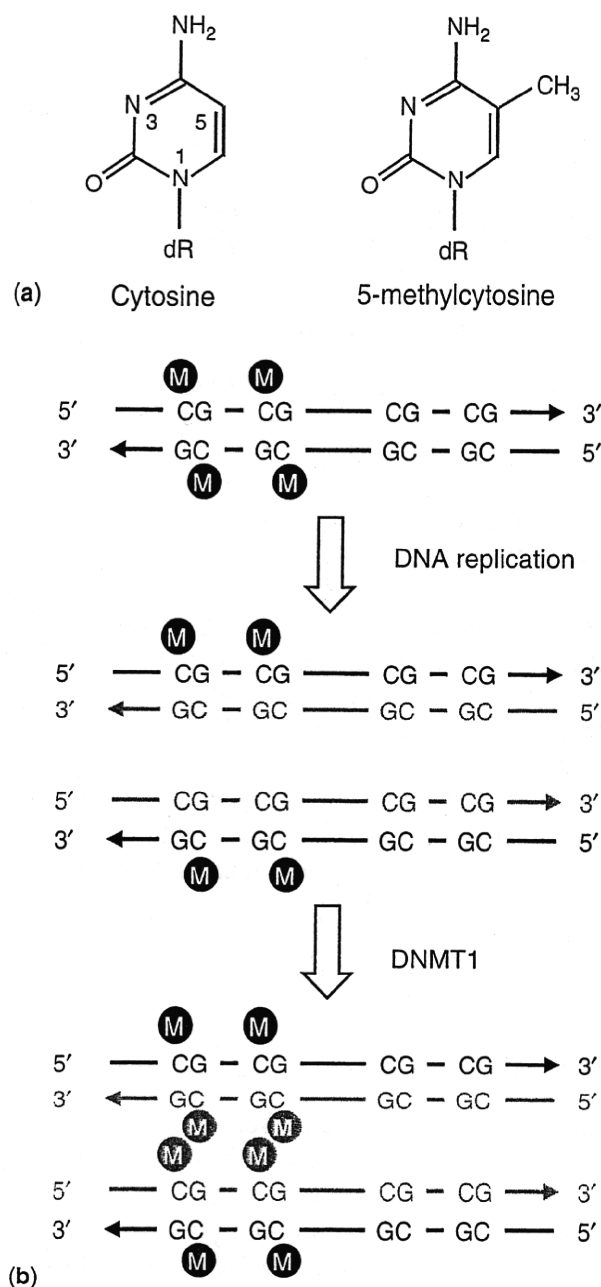 NH₂ NH₂
CH₃
N 3 5 N
1
O N O N
dR dR
(a) Cytosine 5-methylcytosine
M M
5′ CG CG CG CG 3′
3′ GC GC GC GC 5′
M M
DNA replication
M M
5′ CG CG CG CG 3′
3′ GC GC GC GC 5′
5′ CG CG CG CG 3′
3′ GC GC GC GC 5′
M M
DNMT1
M M
5′ CG CG CG CG 3′
3′ GC GC GC GC 5′
M M
M M
5′ CG CG CG CG 3′
3′ GC GC GC GC 5′
M M
(b)